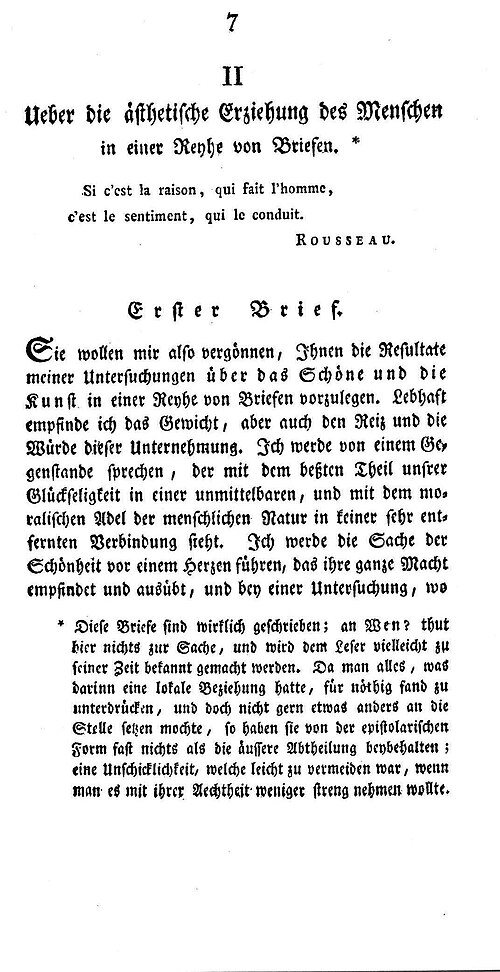 7
II
Ueber die ästhetische Erziehung des Menschen
in einer Reyhe von Briefen. *
Si c'est la raison, qui fait l'homme,
c'est le sentiment, qui le conduit.
ROUSSEAU.
Erster Brief.
Sie wollen mir also vergönnen, Ihnen die Resultate
meiner Untersuchungen über das Schöne und die
Kunst in einer Reyhe von Briefen vorzulegen. Lebhaft
empfinde ich das Gewicht, aber auch den Reiz und die
Würde dieser Unternehmung. Ich werde von einem Ge-
genstande sprechen, der mit dem beßten Theil unsrer
Glückseligkeit in einer unmittelbaren, und mit dem mo-
ralischen Adel der menschlichen Natur in keiner sehr ent-
fernten Verbindung steht. Ich werde die Sache der
Schönheit vor einem Herzen führen, das ihre ganze Macht
empfindet und ausübt, und bey einer Untersuchung, wo
* Diese Briefe sind wirklich geschrieben; an Wen? thut
hier nichts zur Sache, und wird dem Leser vielleicht zu
seiner Zeit bekannt gemacht werden. Da man alles, was
darinn eine lokale Beziehung hatte, für nöthig fand zu
unterdrücken, und doch nicht gern etwas anders an die
Stelle setzen mochte, so haben sie von der epistolarischen
Form fast nichts als die äussere Abtheilung beybehalten;
eine Unschicklichkeit, welche leicht zu vermeiden war, wenn
man es mit ihrer Aechtheit weniger streng nehmen wollte.